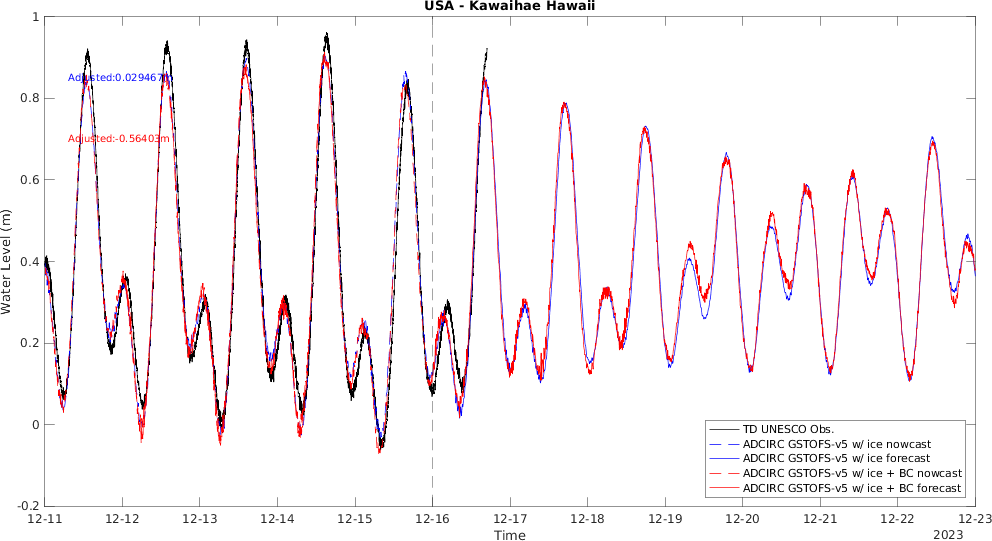 USA - Kawaihae Hawaii
1
0.8
0.6
0.4
0.2
0
-0.2
Water Level (m)
Adjusted:0.029467m
Adjusted:-0.56403m
TD UNESCO Obs.
ADCIRC GSTOFS-v5 w/ ice nowcast
ADCIRC GSTOFS-v5 w/ ice forecast
ADCIRC GSTOFS-v5 w/ ice + BC nowcast
ADCIRC GSTOFS-v5 w/ ice + BC forecast
12-11 12-12 12-13 12-14 12-15 12-16 12-17 12-18 12-19 12-20 12-21 12-22 12-23
Time
2023